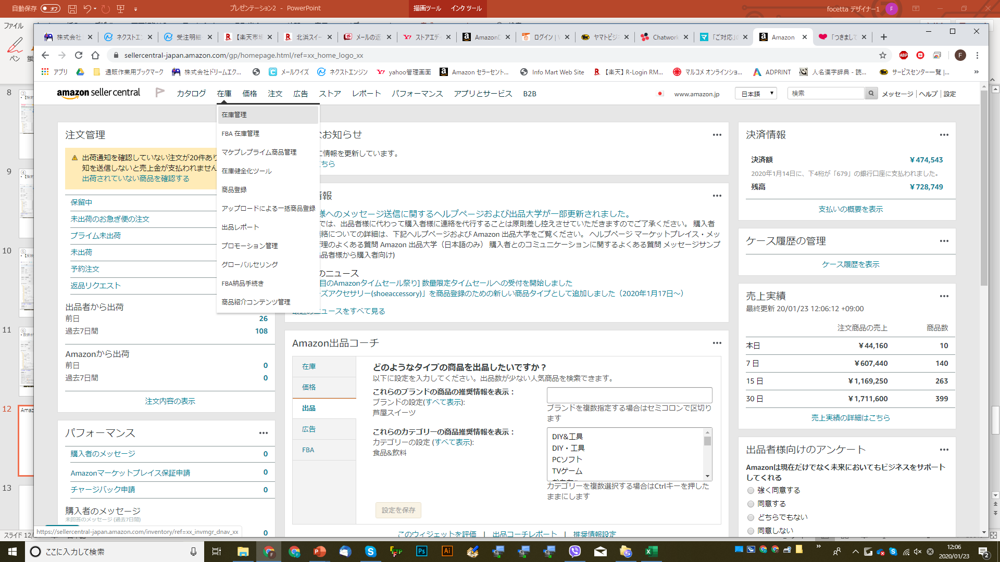 自動保存 オフ
プレゼンテーション2 - PowerPoint
描画ツール インク ツール
focetta デザイナー1 F
ファイル
ペン
株式会社 ネクストエン 受注明細 【楽天市場 北浜スイー メールの返 ストアエディ Amazon ログイン | ヤマトビジ Chatwork 「ご対応」 Amazon 「つきまして
sellercentral-japan.amazon.com/gp/homepage.html/ref=xx_home_logo_xx
アプリ 通販作業用ブックマーク 株式会社ドリームエク... メールワイズ ネクストエンジン yahoo管理画面 Amazon セラーセント... Info Mart Web Site 【楽天】R-Login RM... マルコメ オンラインショ... ADPRINT 人名漢字辞典 - 読... サービスセンター一覧 |... »
amazon seller central
カタログ 在庫 価格 注文 広告 ストア レポート パフォーマンス アプリとサービス B2B
www.amazon.jp 日本語 検索 メッセージ | ヘルプ | 設定
在庫管理
FBA 在庫管理
マケプレプライム商品管理
在庫健全化ツール
商品登録
アップロードによる一括商品登録
出品レポート
プロモーション管理
グローバルセリング
FBA納品手続き
商品紹介コンテンツ管理
注文管理
出荷通知を確認していない注文が20件あり
知を送信しないと売上金が支払われません
出荷されていない商品を確認する
保留中
未出荷のお急ぎ便の注文
プライム未出荷
未出荷
予約注文
返品リクエスト
出品者から出荷
前日 26
過去7日間 108
Amazonから出荷
前日 0
過去7日間 0
注文内容の表示
パフォーマンス
購入者のメッセージ 0
Amazonマーケットプレイス保証申請 0
チャージバック申請 0
購入者のメッセージ
未回答のメッセージ (過去7日間)
0
https://sellercentral-japan.amazon.com/inventory/ref=xx_invmgr_dnav_xx
お知らせ
情報を更新しています。
ちら
報
様へのメッセージ送信に関するヘルプページおよび出品大学が一部更新されました。
では、出品者様に代わって購入者様に連絡を代行することは原則差し控えさせていただきますのでご了承ください。 購入者
連絡についての詳細は、下記ヘルプページおよび Amazon 出品大学をご覧ください。 ヘルプページ マーケットプレイス・メッ
管理のよくある質問 Amazon 出品大学（日本語のみ） 購入者とのコミュニケーションに関するよくある質問 メッセージサンプ
品者様から購入者向け)
のニュース
目のAmazonタイムセール祭り] 数量限定タイムセールへの受付を開始しました
ズアクセサリー(shoeaccessory)」を商品登録のための新しい商品タイプとして追加しました（2020年1月17日～）
最近のニュースをすべて見る
Amazon出品コーチ
在庫
価格
出品
広告
FBA
どのようなタイプの商品を出品したいですか？
以下に設定を入力してください。出品数が少ない人気商品を検索できます。
これらのブランドの商品の推奨情報を表示：
ブランドの設定(すべて表示):
芦屋スイーツ
ブランドを複数指定する場合はセミコロンで区切り
ます
これらのカテゴリーの商品推奨情報を表示：
カテゴリーの設定 (すべて表示):
食品&飲料
DIY&工具
DIY・工具
PCソフト
TVゲーム
カテゴリーを複数選択する場合はCtrlキーを押した
ままにします
設定を保存
このウィジェットを評価 | 出品コーチレポート | 推奨情報設定
決済情報
決済額 ￥474,543
2020年1月14日に、下4桁が「679」の銀行口座に支払われました。
残高 ￥728,749
支払いの概要を表示
ケース履歴の管理
ケース履歴を表示
売上実績
最終更新 20/01/23 12:06:12 +09:00
注文商品の売上 商品数
本日 ￥44,160 10
7 日 ￥607,440 140
15 日 ￥1,169,250 263
30 日 ￥1,711,600 399
売上実績の詳細はこちら
出品者様向けのアンケート
Amazonは現在だけでなく未来においてもビジネスをサポート
してくれる
強く同意する
同意する
どちらでもない
同意しない
8
9
10
11
12
13
スライド 12/
ここに入力して検索
12:06
2020/01/23
2